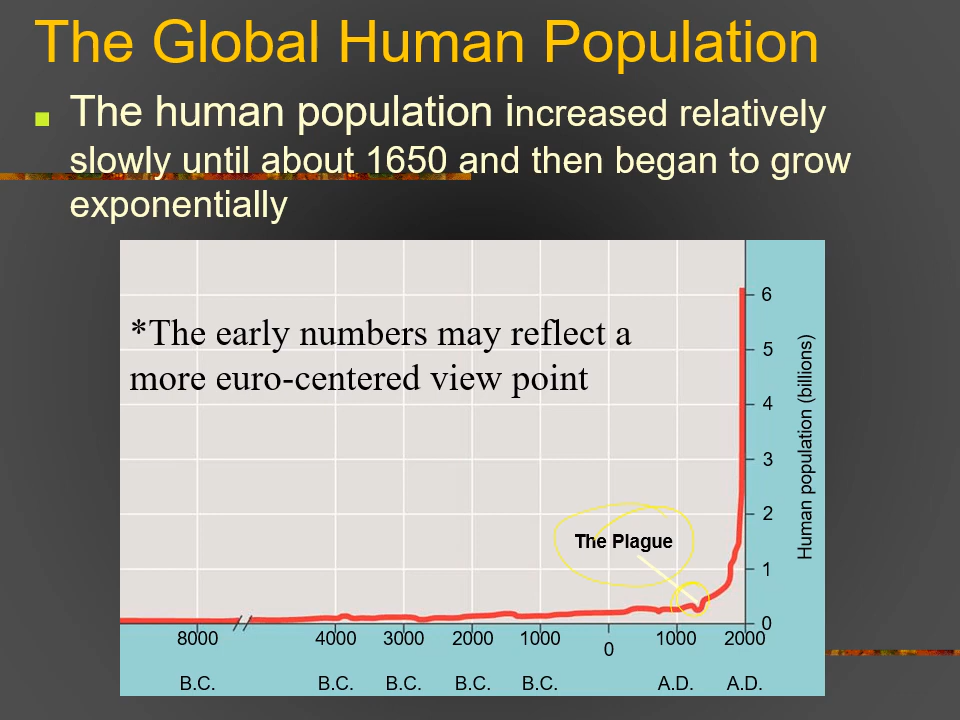 The Global Human Population
The human population increased relatively
slowly until about 1650 and then began to grow
exponentially
*The early numbers may reflect a
more euro-centered view point
6
5
4
3
2
1
0
Human population (billions)
The Plague
8000 4000 3000 2000 1000 0 1000 2000
B.C. B.C. B.C. B.C. B.C. A.D. A.D.